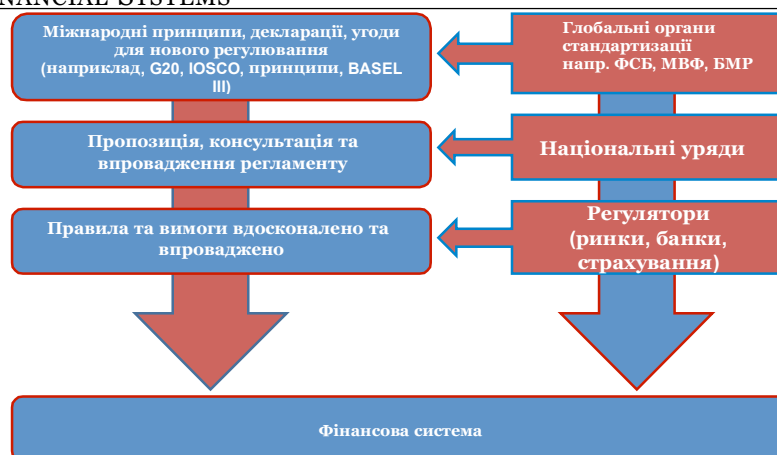 NANCIAL SYSTEMS
Міжнародні принципи, декларації, угоди
для нового регулювання
(наприклад, G20, IOSCO, принципи, BASEL
III)
Глобальні органи
стандартизації
напр. ФСБ, МВФ, БМР
Пропозиція, консультація та
впровадження регламенту
Національні уряди
Правила та вимоги вдосконалено та
впроваджено
Регулятори
(ринки, банки,
страхування)
Фінансова система